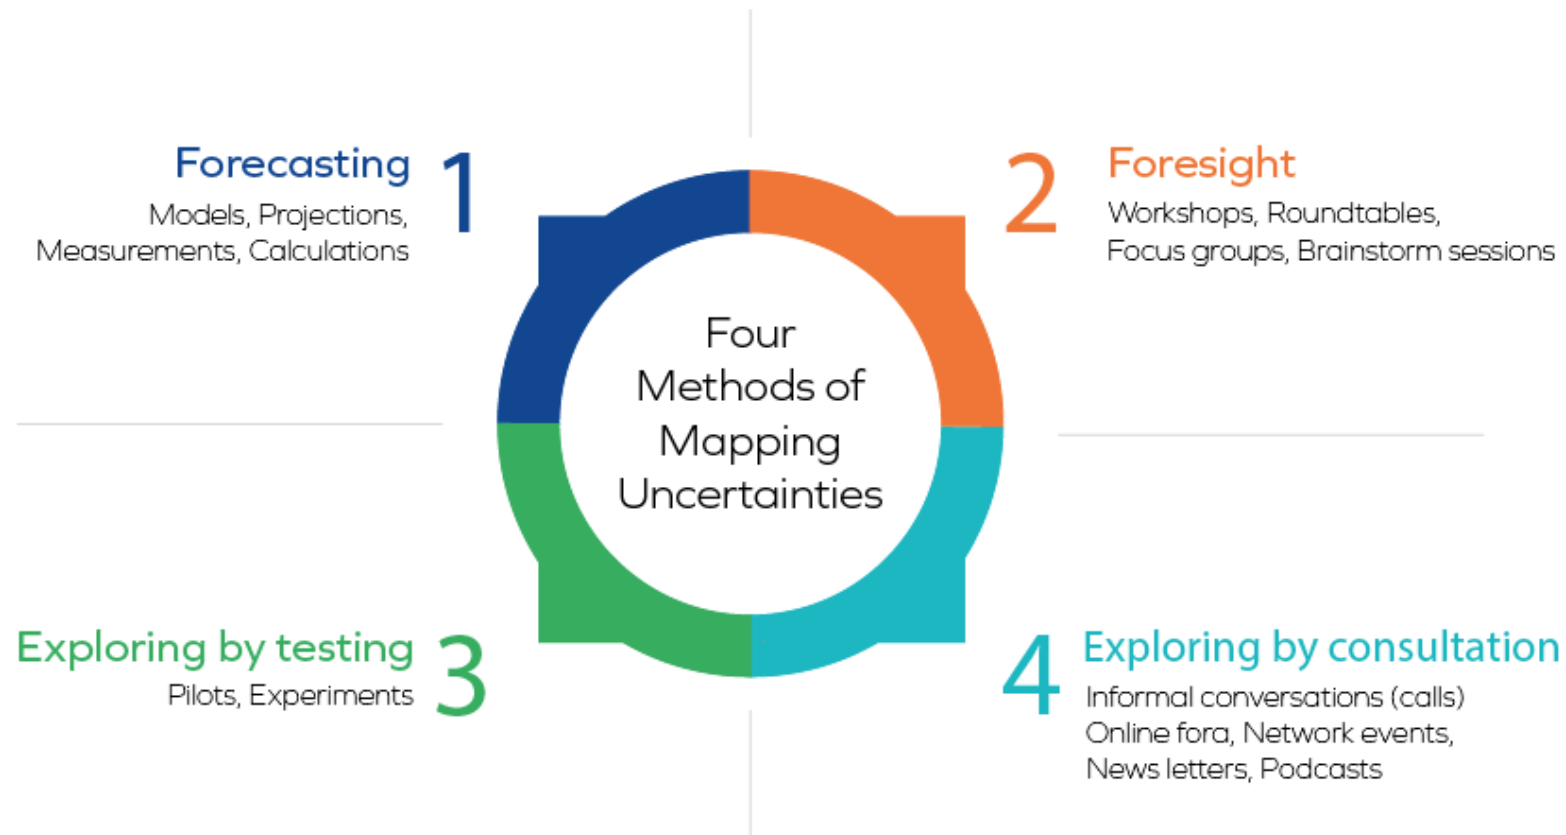 Forecasting 1
Models, Projections,
Measurements, Calculations
2 Foresight
Workshops, Roundtables,
Focus groups, Brainstorm sessions
Four
Methods of
Mapping
Uncertainties
Exploring by testing 3
Pilots, Experiments
4 Exploring by consultation
Informal conversations (calls)
Online fora, Network events,
News letters, Podcasts